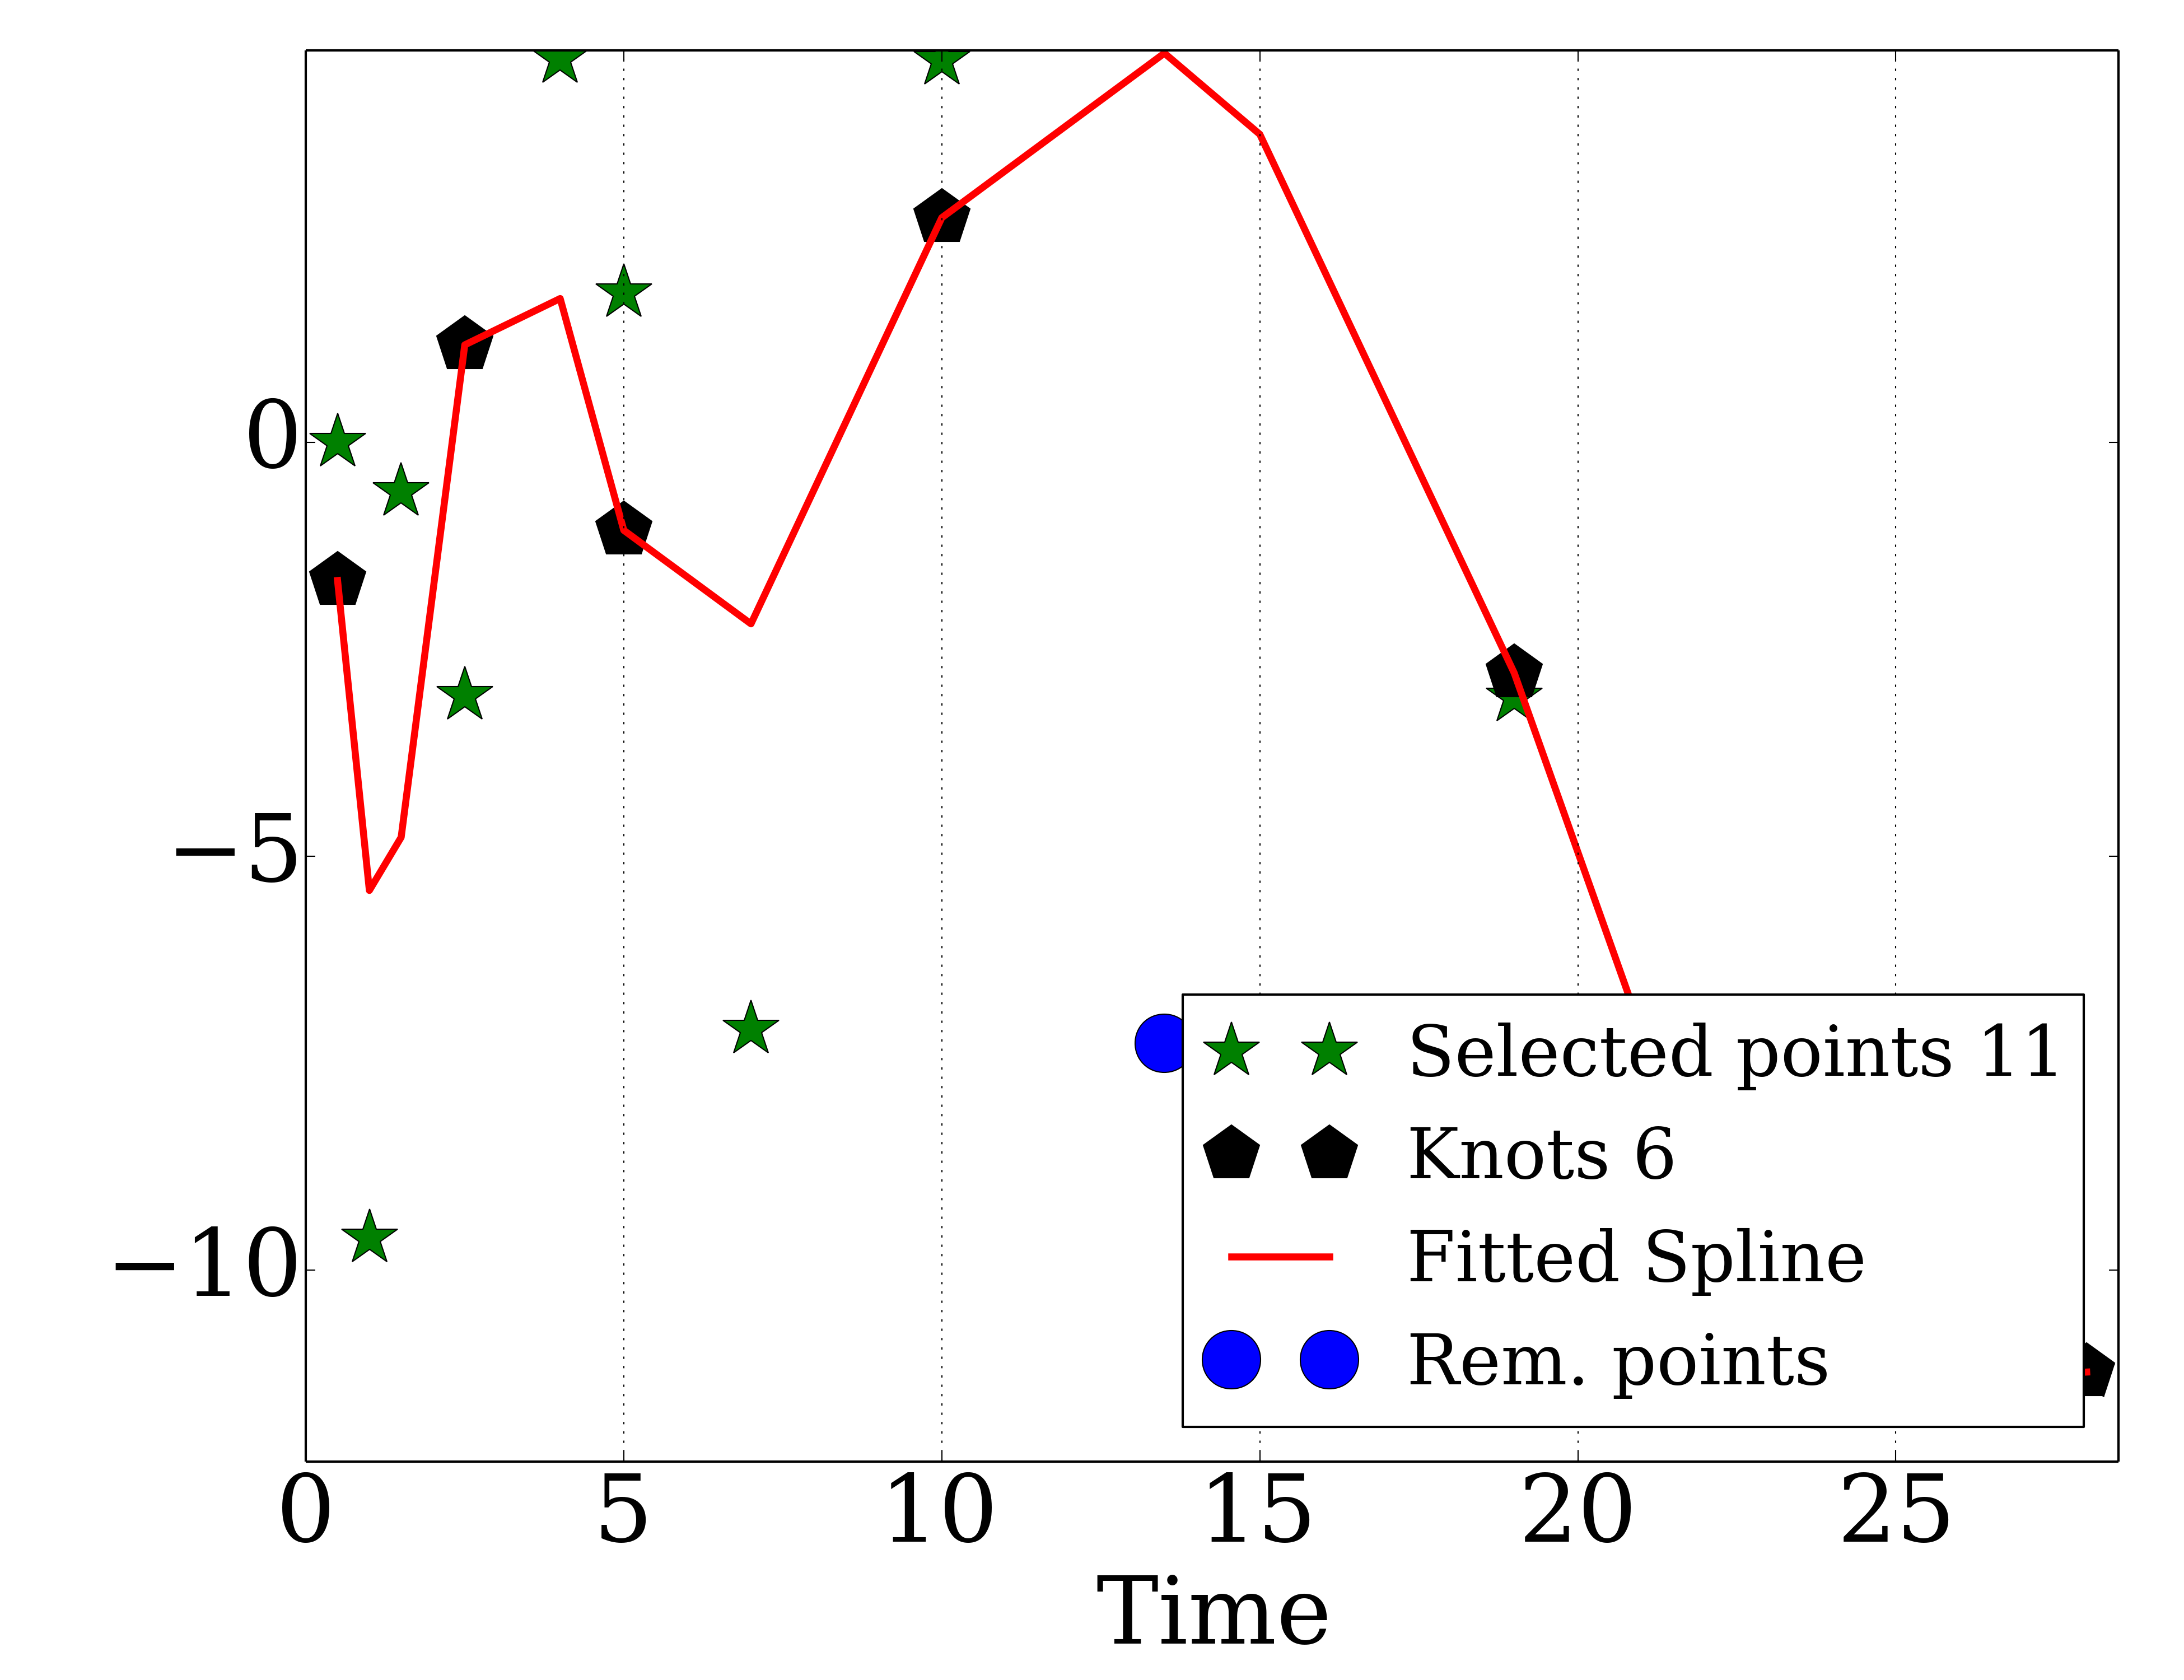 0
−5
−10
0 5 10 15 20 25
Time
Selected points 11
Knots 6
Fitted Spline
Rem. points